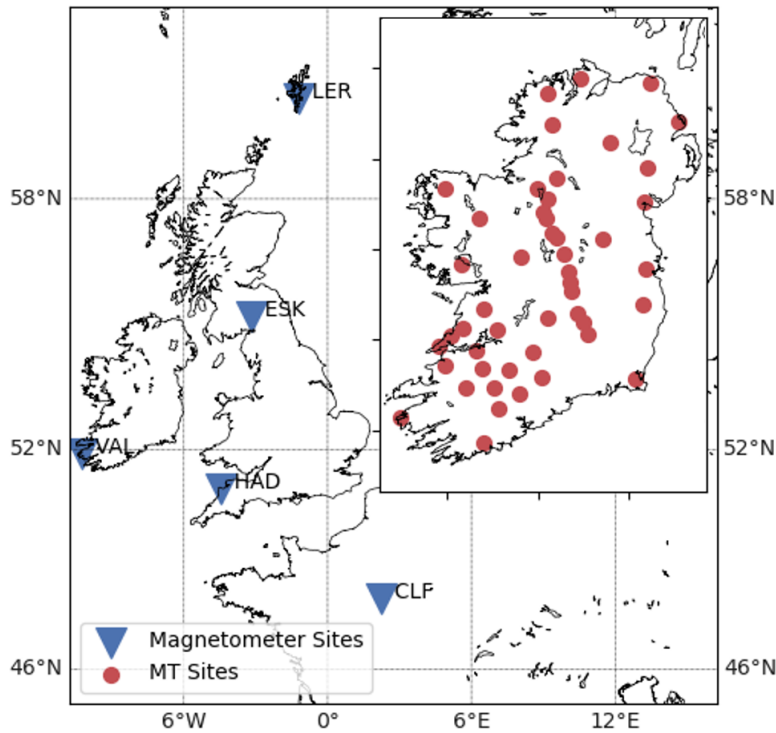 LER
58°N 58°N
ESK
VAL
52°N 52°N
HAD
CLF
Magnetometer Sites
MT Sites
46°N 46°N
6°W 0° 6°E 12°E